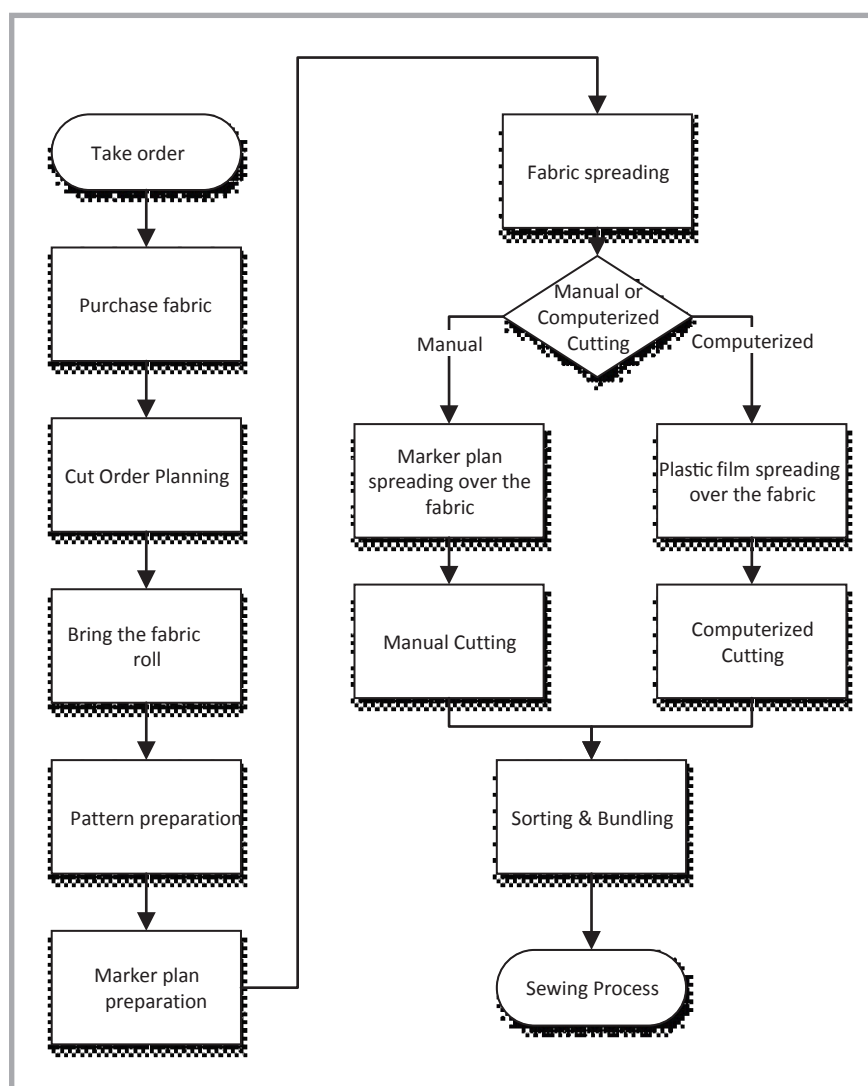 Take order
Purchase fabric
Cut Order Planning
Bring the fabric
roll
Pattern preparation
Marker plan
preparation
Fabric spreading
Manual or
Computerized
Cutting
Manual
Computerized
Marker plan
spreading over the
fabric
Plastic film spreading
over the fabric
Manual Cutting
Computerized
Cutting
Sorting & Bundling
Sewing Process